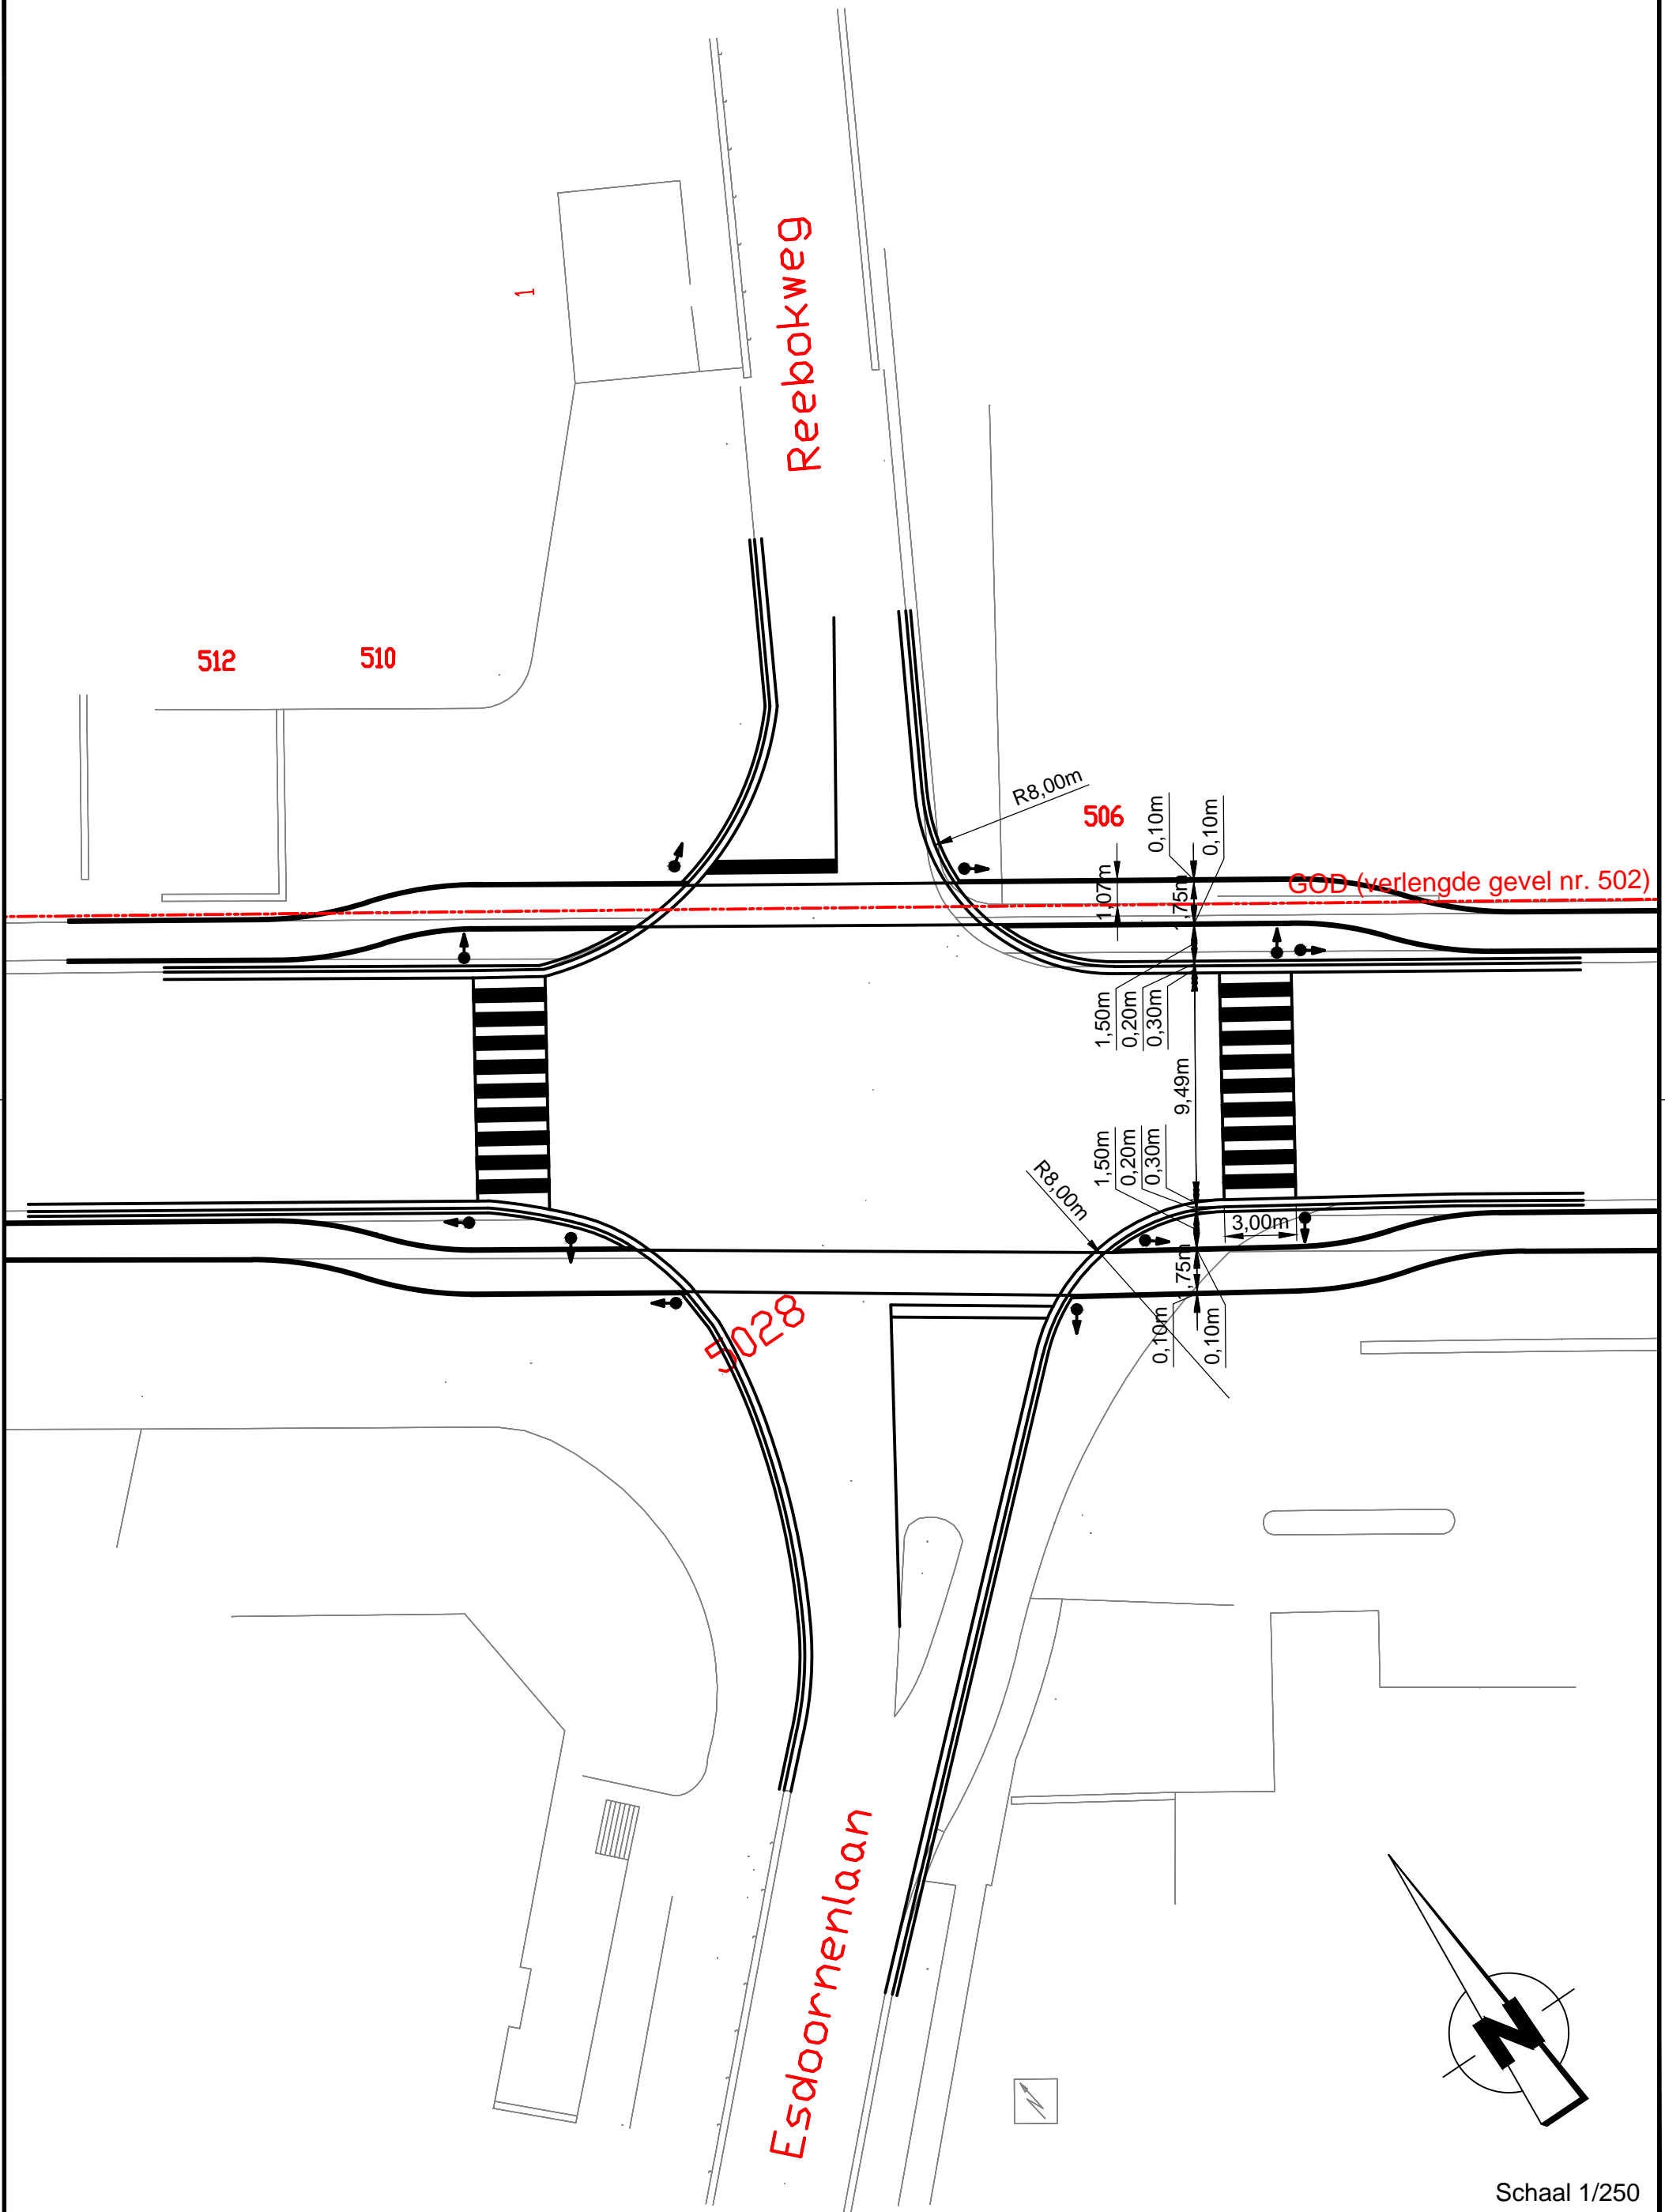 Reebokweg
1
512
510
506
R8,00m
0,10m
0,10m
1,07m
1,75m
GOD (verlengde gevel nr. 502)
1,50m
0,20m
0,30m
9,49m
1,50m
0,20m
0,30m
R8,00m
3,00m
1,75m
0,10m
0,10m
5028
Esdoornenlaan
N
Schaal 1/250